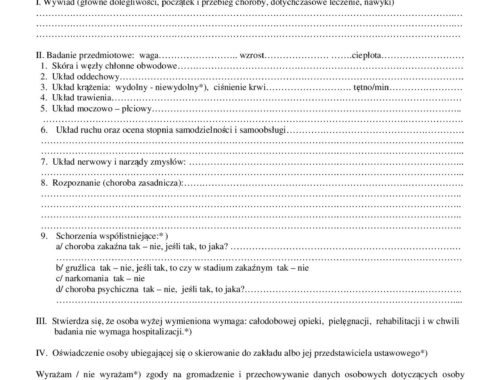 I. Wywiad (główne dolegliwości, początek i przebieg choroby, dotychczasowe leczenie, nawyki)
……………………………………………………………………………………………………
……………………………………………………………………………………………………
……………………………………………………………………………………………………
II. Badanie przedmiotowe: waga…………………….. wzrost………………. …….ciepłota……………….
1. Skóra i węzły chłonne obwodowe……………………………………………………………………
2. Układ oddechowy……………………………………………………………………………………
3. Układ krążenia: wydolny - niewydolny*), ciśnienie krwi……………………… tętno/min……………….
4. Układ trawienia………………………………………………………………………………………
5. Układ moczowo – płciowy……………………………………………………………………………
……………………………………………………………………………………………………
6. Układ ruchu oraz ocena stopnia samodzielności i samoobsługi……………………………………………
……………………………………………………………………………………………………
……………………………………………………………………………………………………
7. Układ nerwowy i narządy zmysłów: …………………………………………………………………
……………………………………………………………………………………………………
8. Rozpoznanie (choroba zasadnicza):……………………………………………………………………
……………………………………………………………………………………………………
……………………………………………………………………………………………………
……………………………………………………………………………………………………
9. Schorzenia współistniejące:* )
a/ choroba zakaźna tak – nie, jeśli tak, to jaka? ……………………………………………………
……………………………………………………………………………………………………
b/ gruźlica tak – nie, jeśli tak, to czy w stadium zakaźnym tak – nie
c/ narkomania tak – nie
d/ choroba psychiczna tak – nie, jeśli tak, to jaka?……………………………………………………
……………………………………………………………………………………………………
III. Stwierdza się, że osoba wyżej wymieniona wymaga: całodobowej opieki, pielęgnacji, rehabilitacji i w chwili
badania nie wymaga hospitalizacji.*)
IV. Oświadczenie osoby ubiegającej się o skierowanie do zakładu albo jej przedstawiciela ustawowego*)
Wyrażam / nie wyrażam*) zgody na gromadzenie i przechowywanie danych osobowych dotyczących osoby